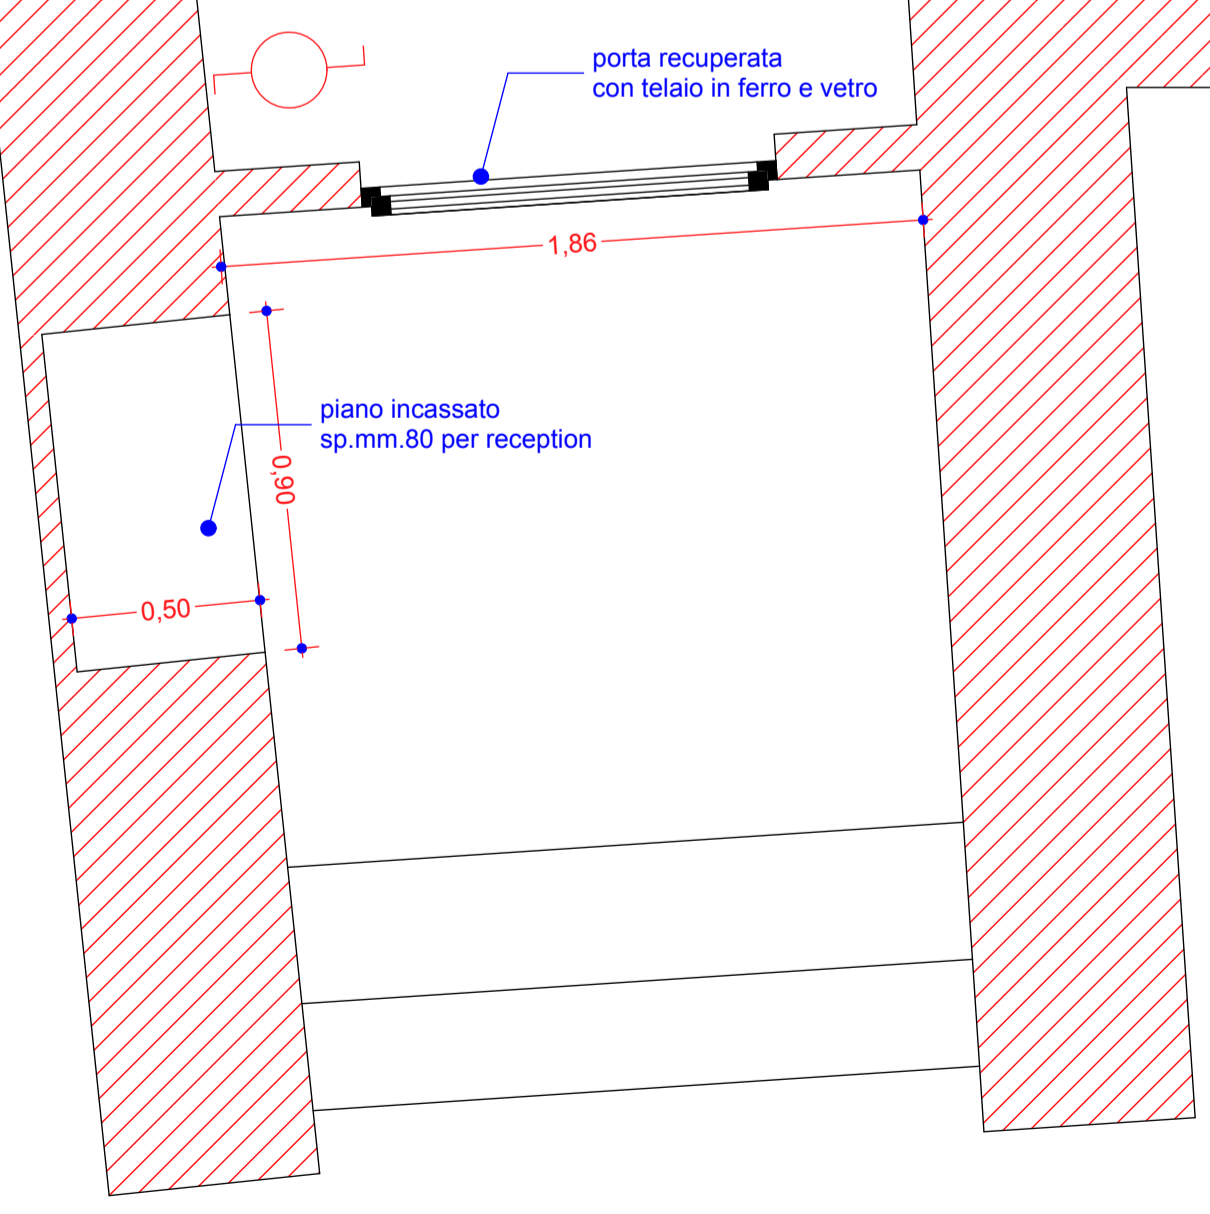 porta recuperata
con telaio in ferro e vetro
1,86
piano incassato
sp.mm.80 per reception
0,90
0,50